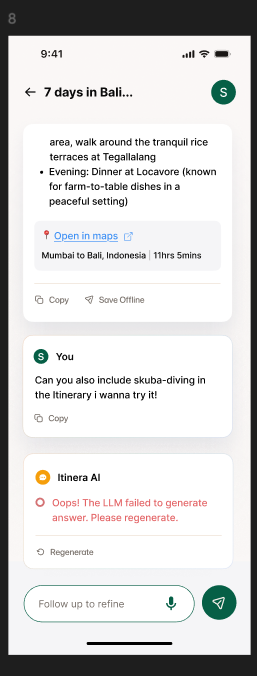 8
9:41
7 days in Bali...
S
area, walk around the tranquil rice
terraces at Tegallalang
• Evening: Dinner at Locavore (known
for farm-to-table dishes in a
peaceful setting)
Open in maps
Mumbai to Bali, Indonesia | 11hrs 5mins
Copy
Save Offline
S
You
Can you also include skuba-diving in
the Itinerary i wanna try it!
Copy
Itinera AI
Oops! The LLM failed to generate
answer. Please regenerate.
Regenerate
Follow up to refine